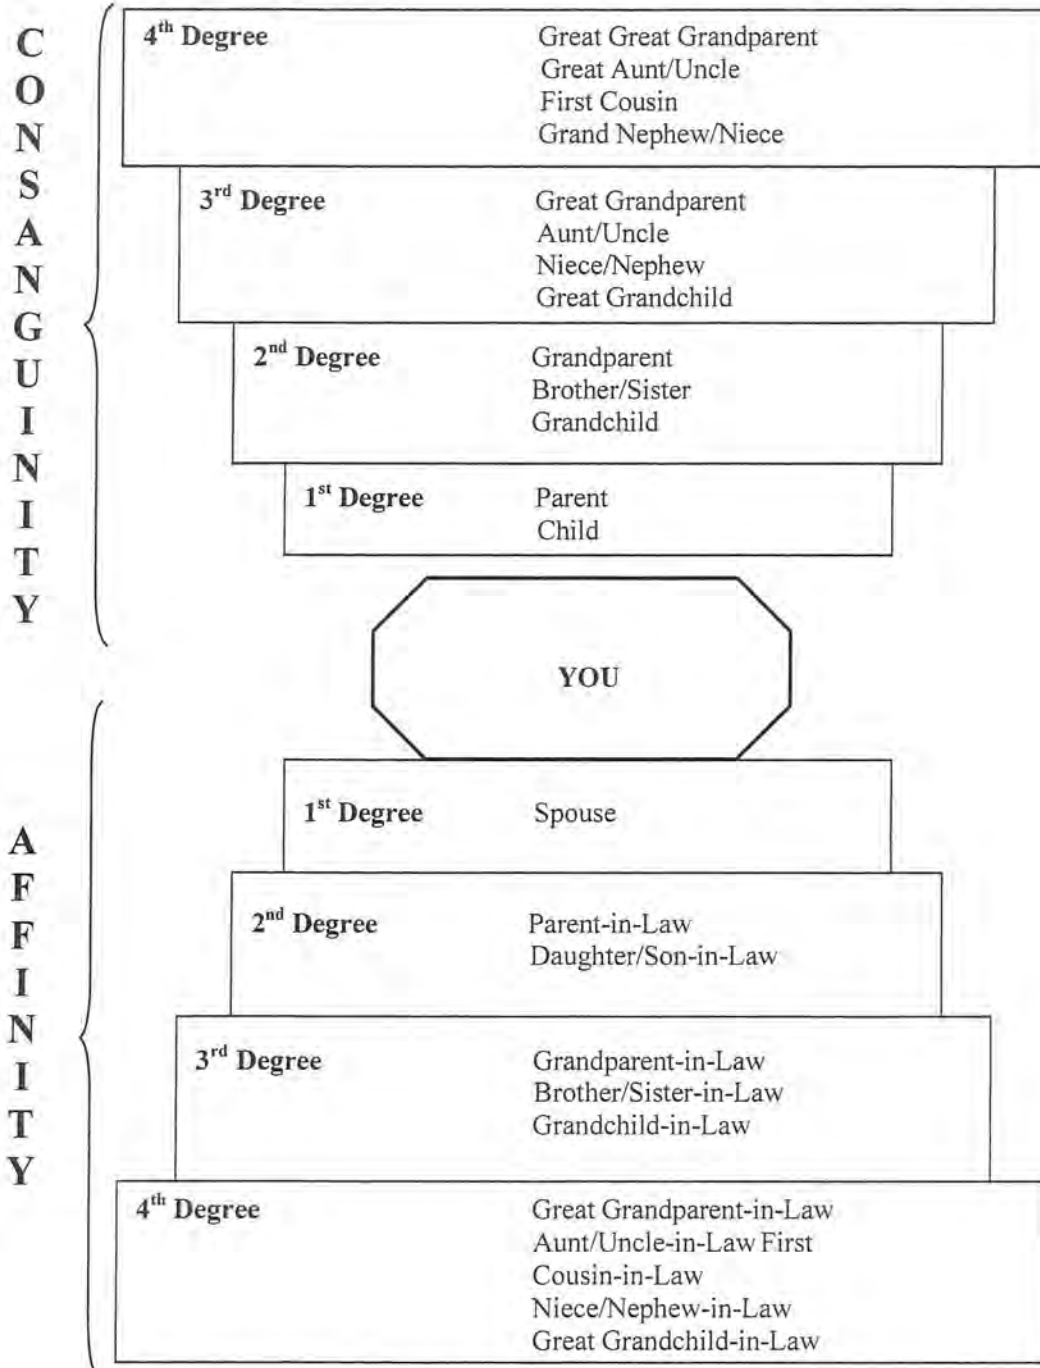 CONSANGUINITY
4th Degree Great Great Grandparent
Great Aunt/Uncle
First Cousin
Grand Nephew/Niece
3rd Degree Great Grandparent
Aunt/Uncle
Niece/Nephew
Great Grandchild
2nd Degree Grandparent
Brother/Sister
Grandchild
1st Degree Parent
Child
YOU
AFFINITY
1st Degree Spouse
2nd Degree Parent-in-Law
Daughter/Son-in-Law
3rd Degree Grandparent-in-Law
Brother/Sister-in-Law
Grandchild-in-Law
4th Degree Great Grandparent-in-Law
Aunt/Uncle-in-Law First
Cousin-in-Law
Niece/Nephew-in-Law
Great Grandchild-in-Law